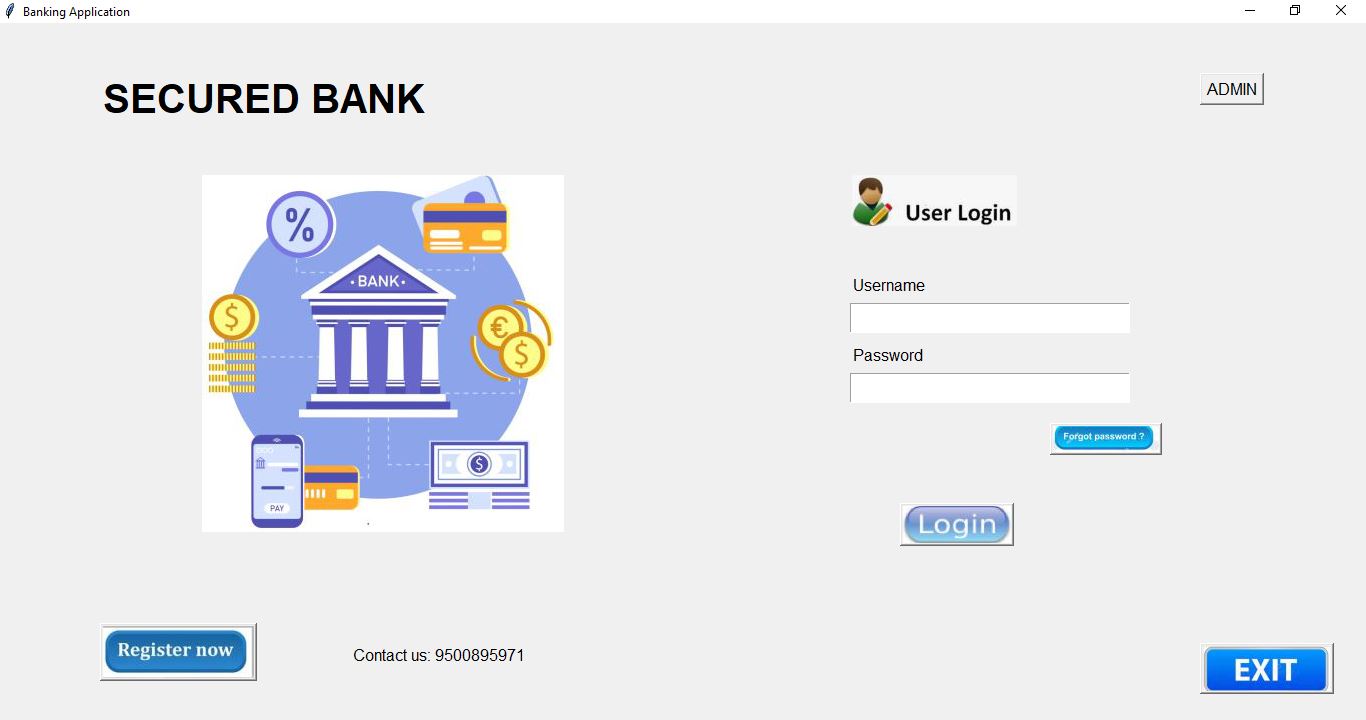 Banking Application
SECURED BANK
ADMIN
%
BANK
$
€
$
$
PAY
User Login
Username
Password
Forgot password ?
Login
Register now
Contact us: 9500895971
EXIT